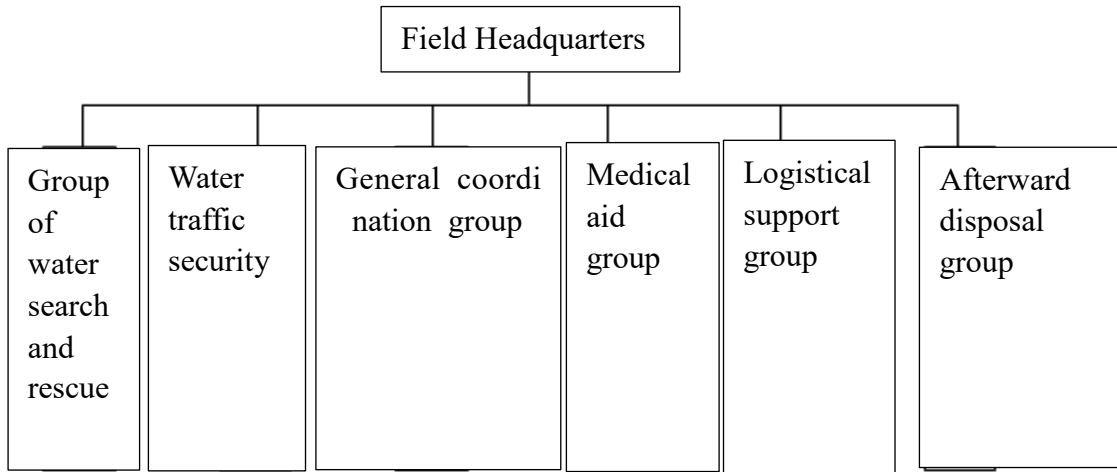 Field Headquarters
Group
of
water
search
and
rescue
Water
traffic
security
General coordi
nation group
Medical
aid
group
Logistical
support
group
Afterward
disposal
group